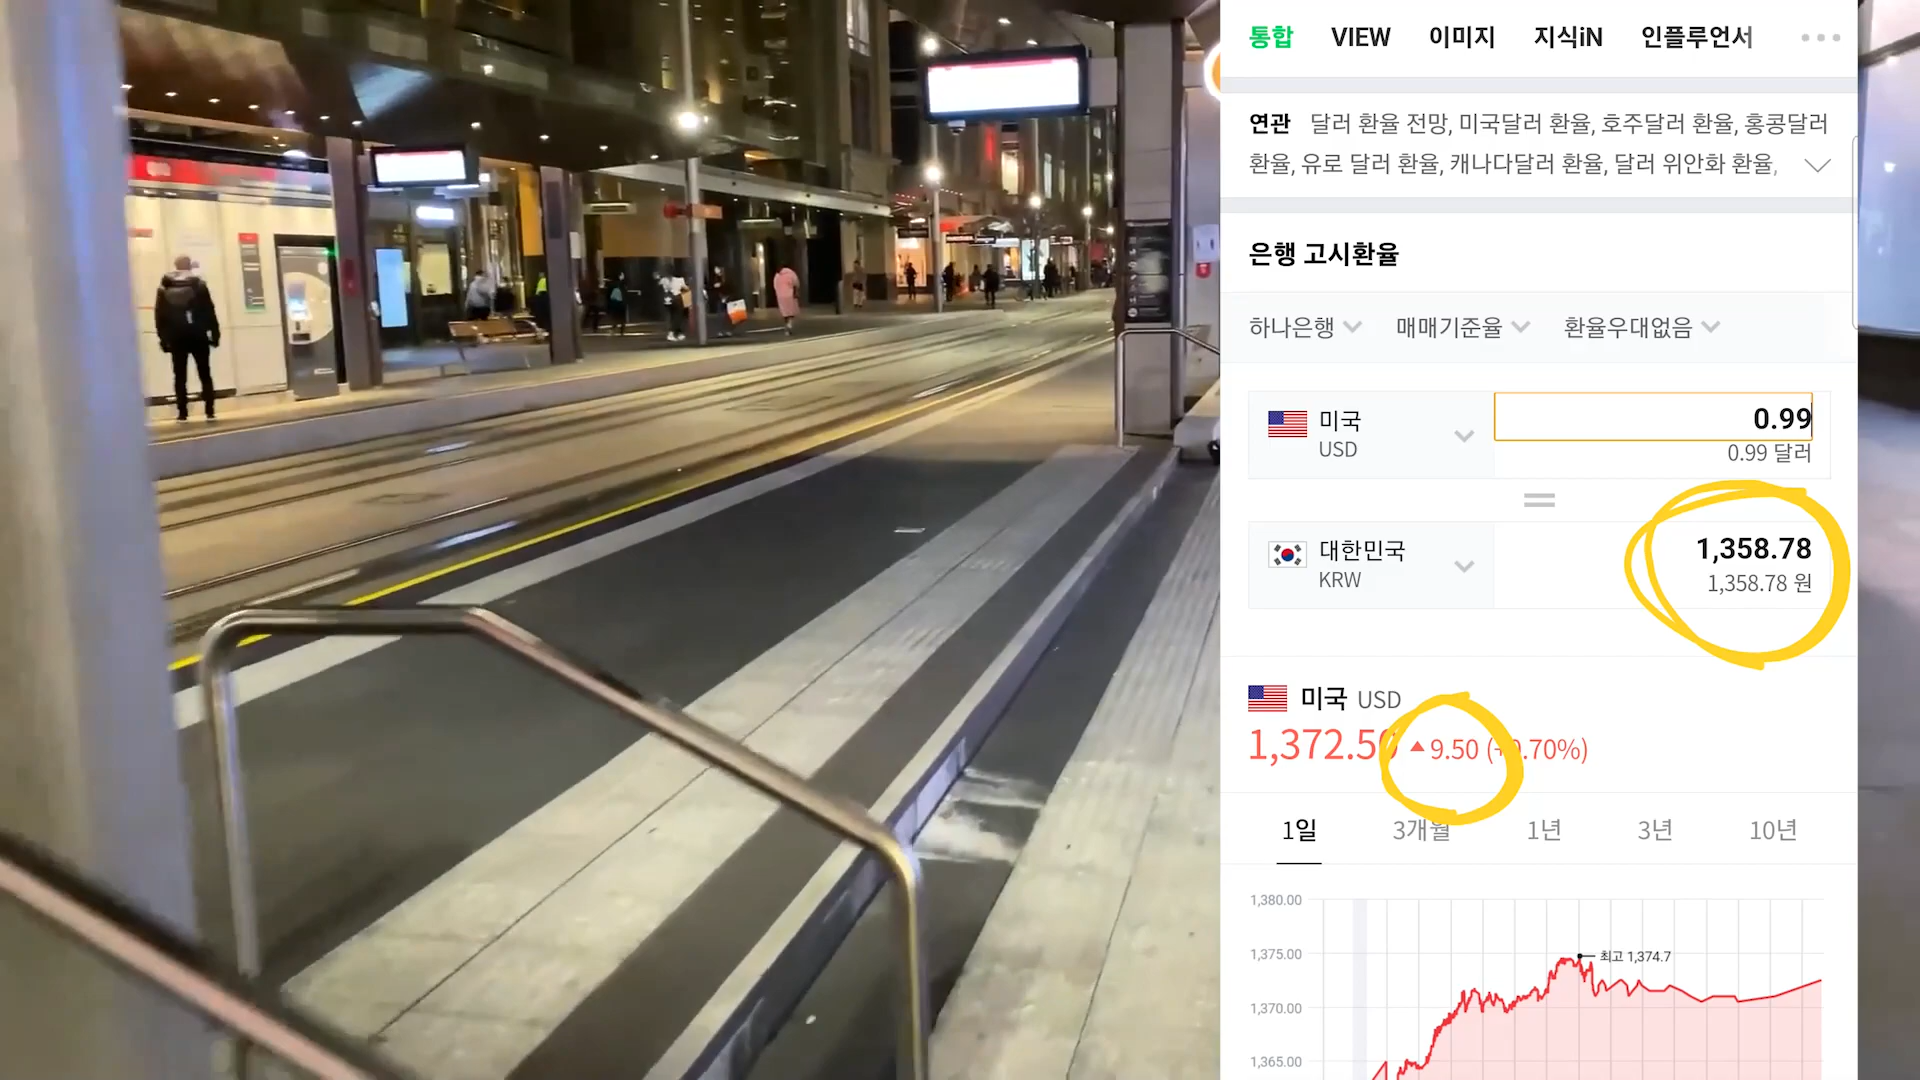 통합 VIEW 이미지 지식iN 인플루언서
연관 달러 환율 전망, 미국달러 환율, 호주달러 환율, 홍콩달러
환율, 유로 달러 환율, 캐나다달러 환율, 달러 위안화 환율,
은행 고시환율
하나은행 매매기준율 환율우대없음
미국 0.99
USD 0.99 달러
대한민국 1,358.78
KRW 1,358.78 원
미국 USD
1,372.50 ▲ 9.50 (+0.70%)
1일 3개월 1년 3년 10년
1,380.00
1,375.00 최고 1,374.7
1,370.00
1,365.00